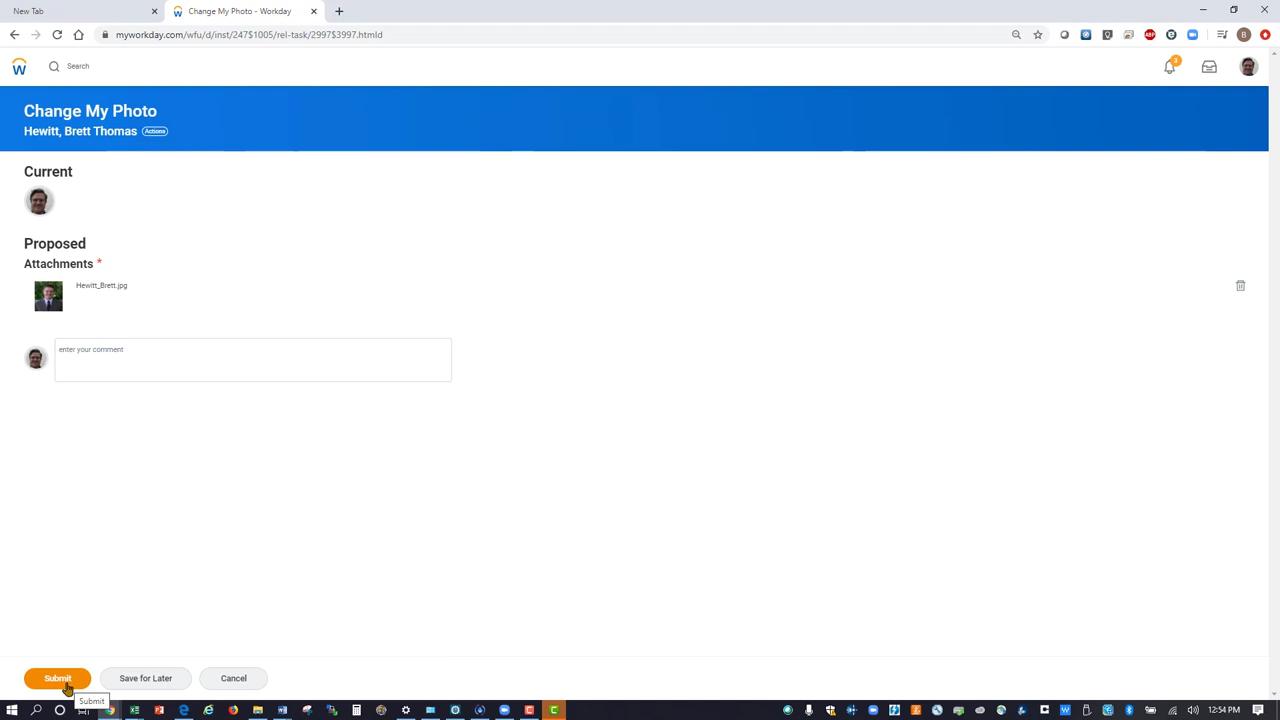 New Tab
Change My Photo - Workday
myworkday.com/wfu/d/inst/247$1005/rel-task/2997$3997.htmld
ABP
B
W
Search
3
Change My Photo
Hewitt, Brett Thomas Actions
Current
Proposed
Attachments *
Hewitt_Brett.jpg
enter your comment
Submit
Save for Later
Cancel
Submit
12:54 PM